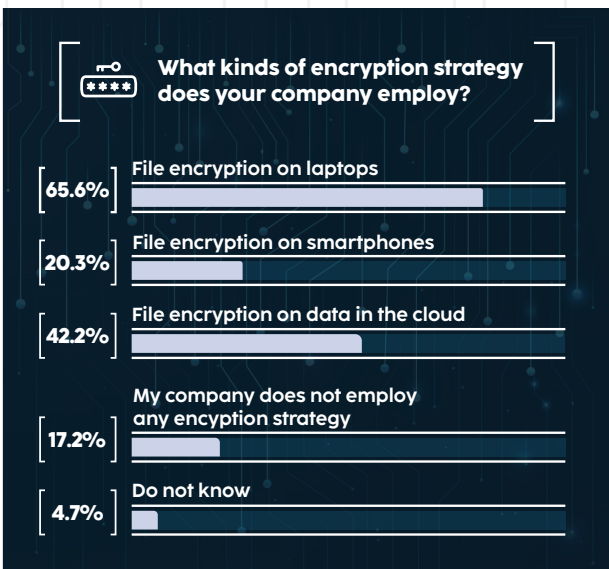 ****
What kinds of encryption strategy
does your company employ?
File encryption on laptops
65.6%
File encryption on smartphones
20.3%
File encryption on data in the cloud
42.2%
My company does not employ
any encyption strategy
17.2%
Do not know
4.7%